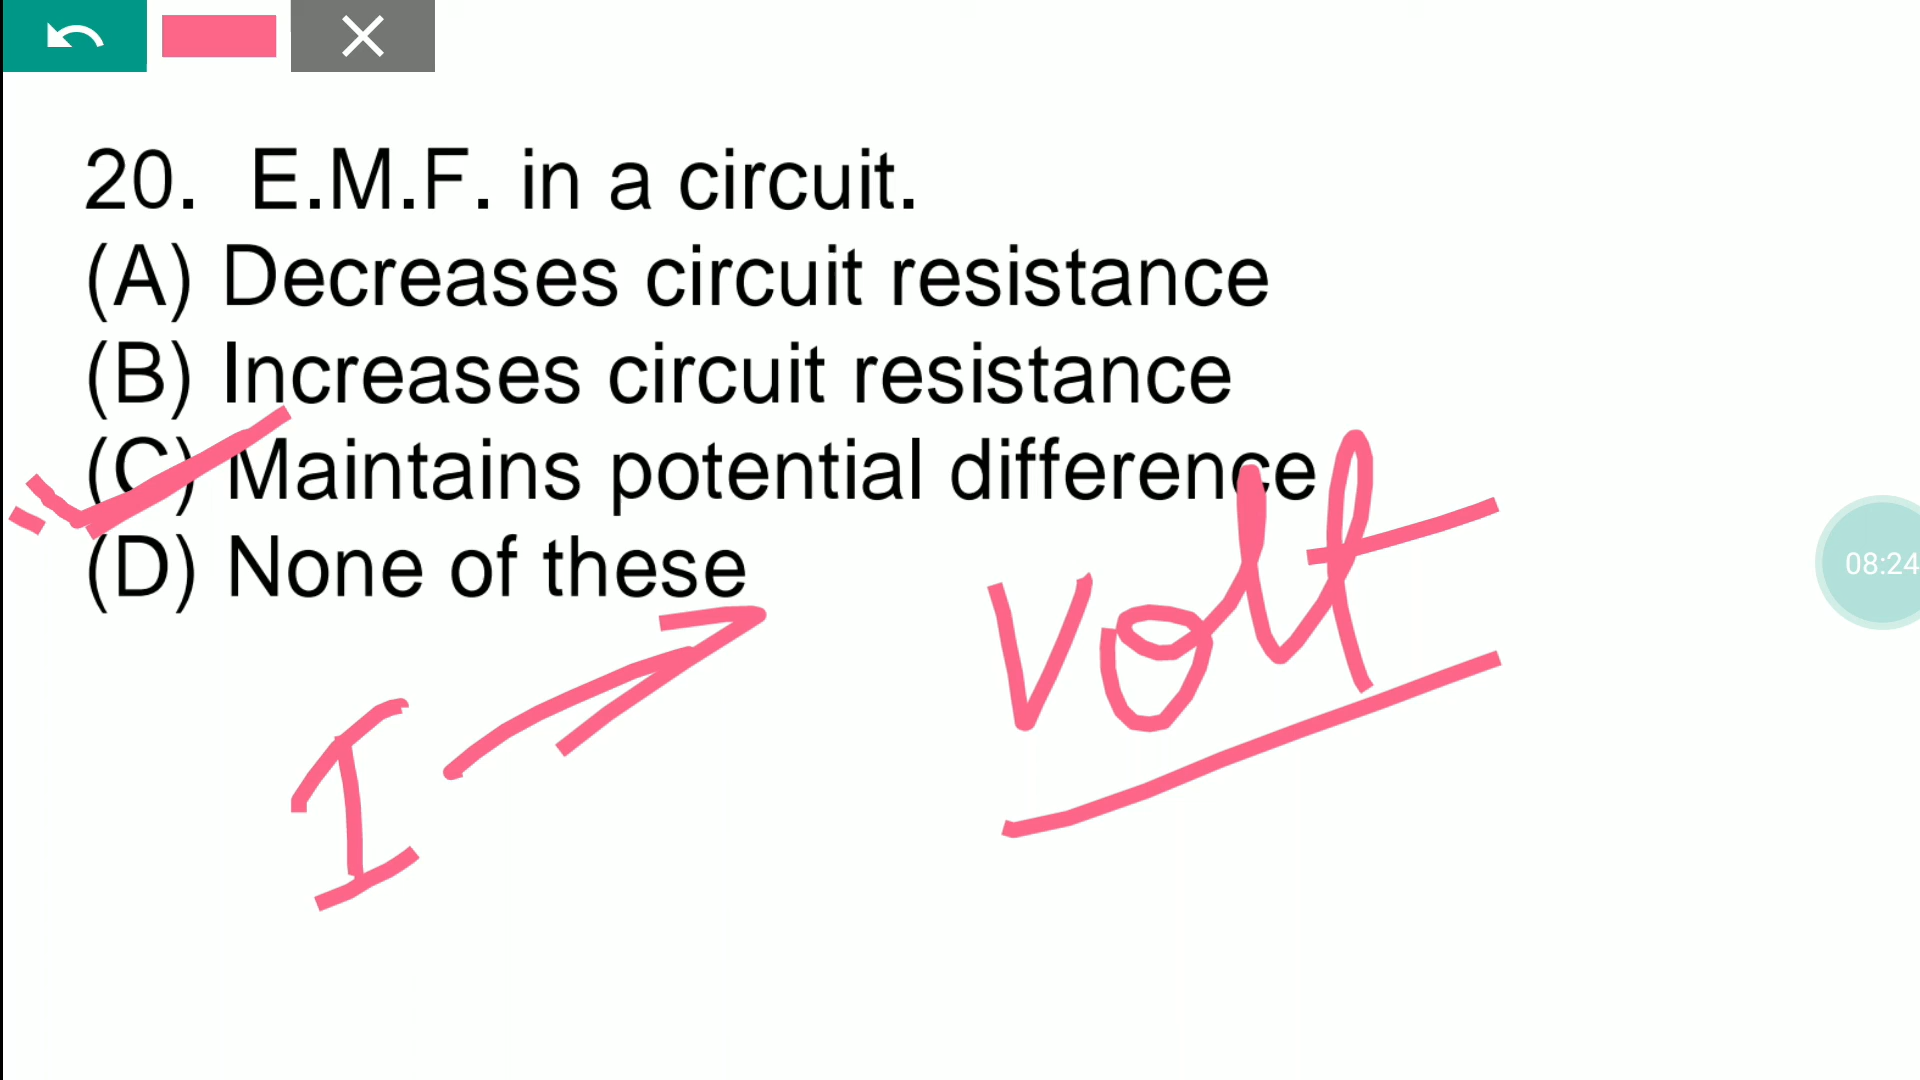 20. E.M.F. in a circuit.
(A) Decreases circuit resistance
(B) Increases circuit resistance
(C) Maintains potential difference
(D) None of these
I
Volt
08:24